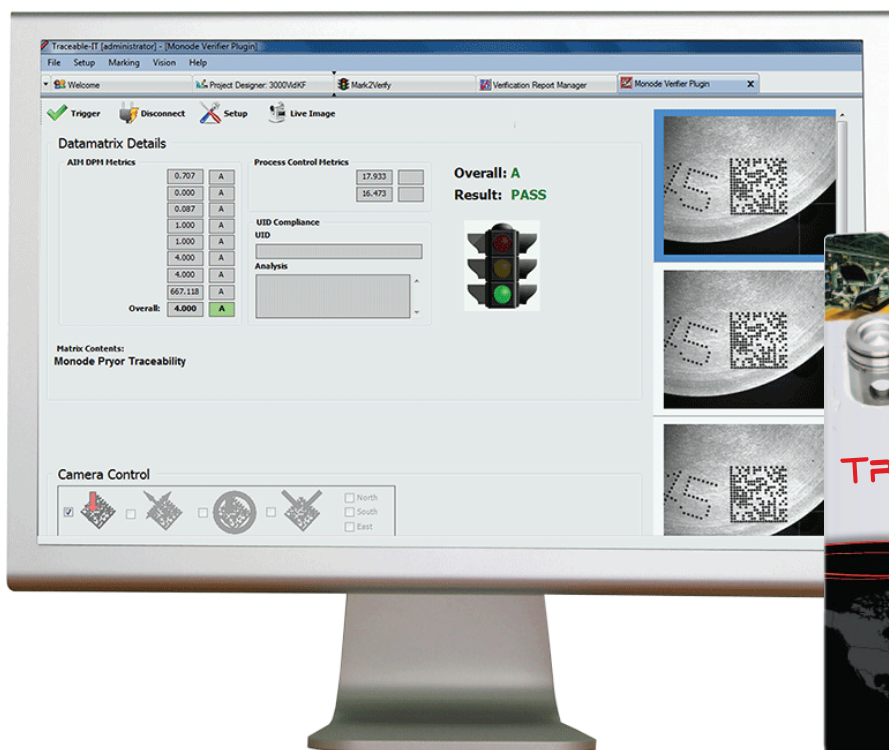 Traceable-IT [administrator] - [Monode Verifier Plugin]
File Setup Marking Vision Help
Welcome Project Designer: 3000VidKF Mark2Verify Verification Report Manager Monode Verifier Plugin X
Trigger Disconnect Setup Live Image
Datamatrix Details
AIM DPM Metrics Process Control Metrics
0.707 A 17.933
0.000 A 16.473
0.087 A
1.000 A
1.000 A
4.000 A
4.000 A
667.118 A
Overall: 4.000 A
UID Compliance
UID
Analysis
Overall: A
Result: PASS
Matrix Contents:
Monode Pryor Traceability
Camera Control
North
South
East
45
45
45